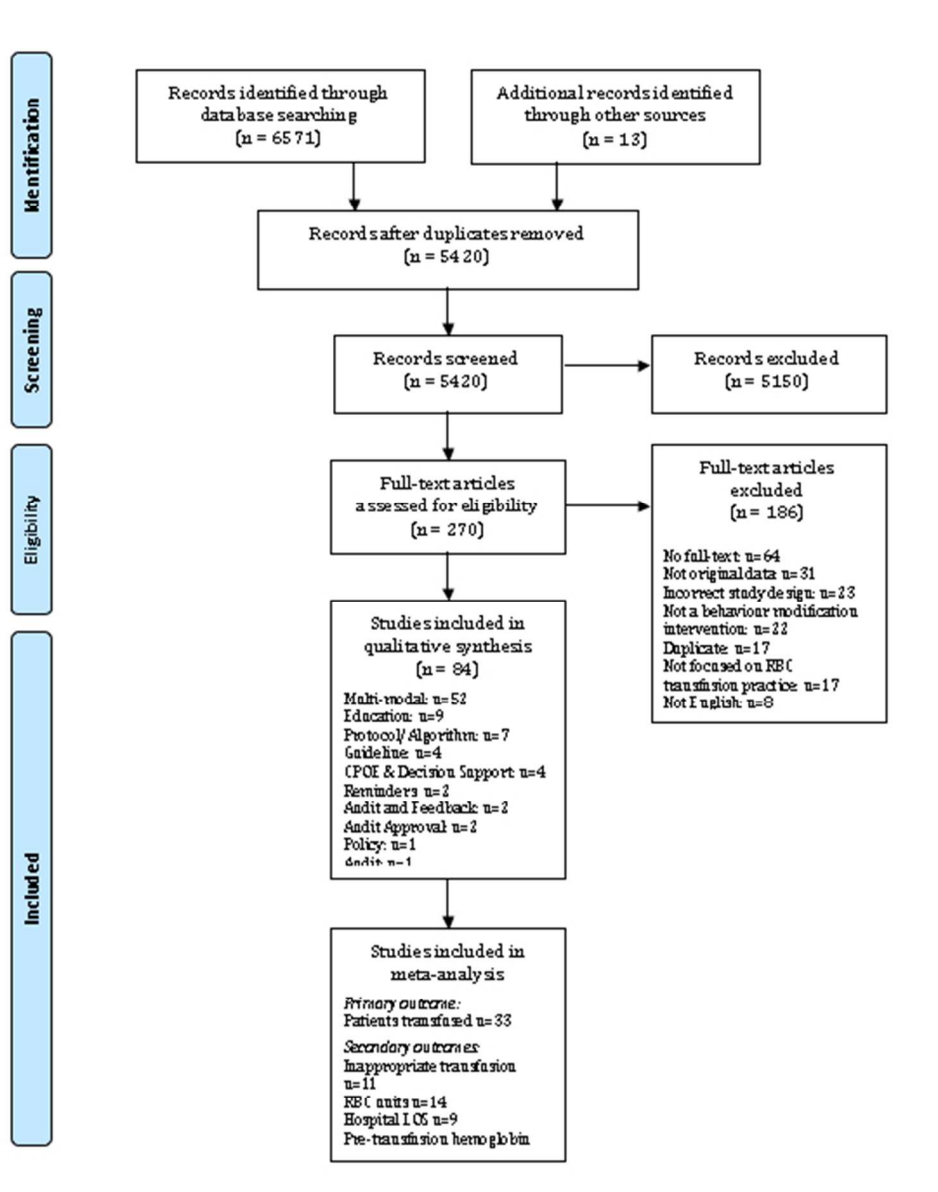 Identification
Records identified through
database searching
(n = 6571)
Additional records identified
through other sources
(n = 13)
Records after duplicates removed
(n = 5420)
Screening
Records screened
(n = 5420)
Records excluded
(n = 5150)
Eligibility
Full-text articles
assessed for eligibility
(n = 270)
Full-text articles
excluded
(n = 186)
No full-text: n=64
Not original data: n=31
Incorrect study design: n=23
Not a behaviour modification
intervention: n=22
Duplicate: n=17
Not focused on RBC
transfusion practice: n=17
Not English: n=8
Included
Studies included in
qualitative synthesis
(n = 84)
Multi-modal: n=52
Education: n=9
Protocol/Algorithm: n=7
Guideline: n=4
CPOE & Decision Support: n=4
Reminders: n=2
Audit and Feedback: n=2
Audit Approval: n=2
Policy: n=1
Audit: n=1
Studies included in
meta-analysis
Primary outcome:
Patients transfused n=33
Secondary outcomes:
Inappropriate transfusion
n=11
RBC units n=14
Hospital LOS n=9
Pre-transfusion hemoglobin